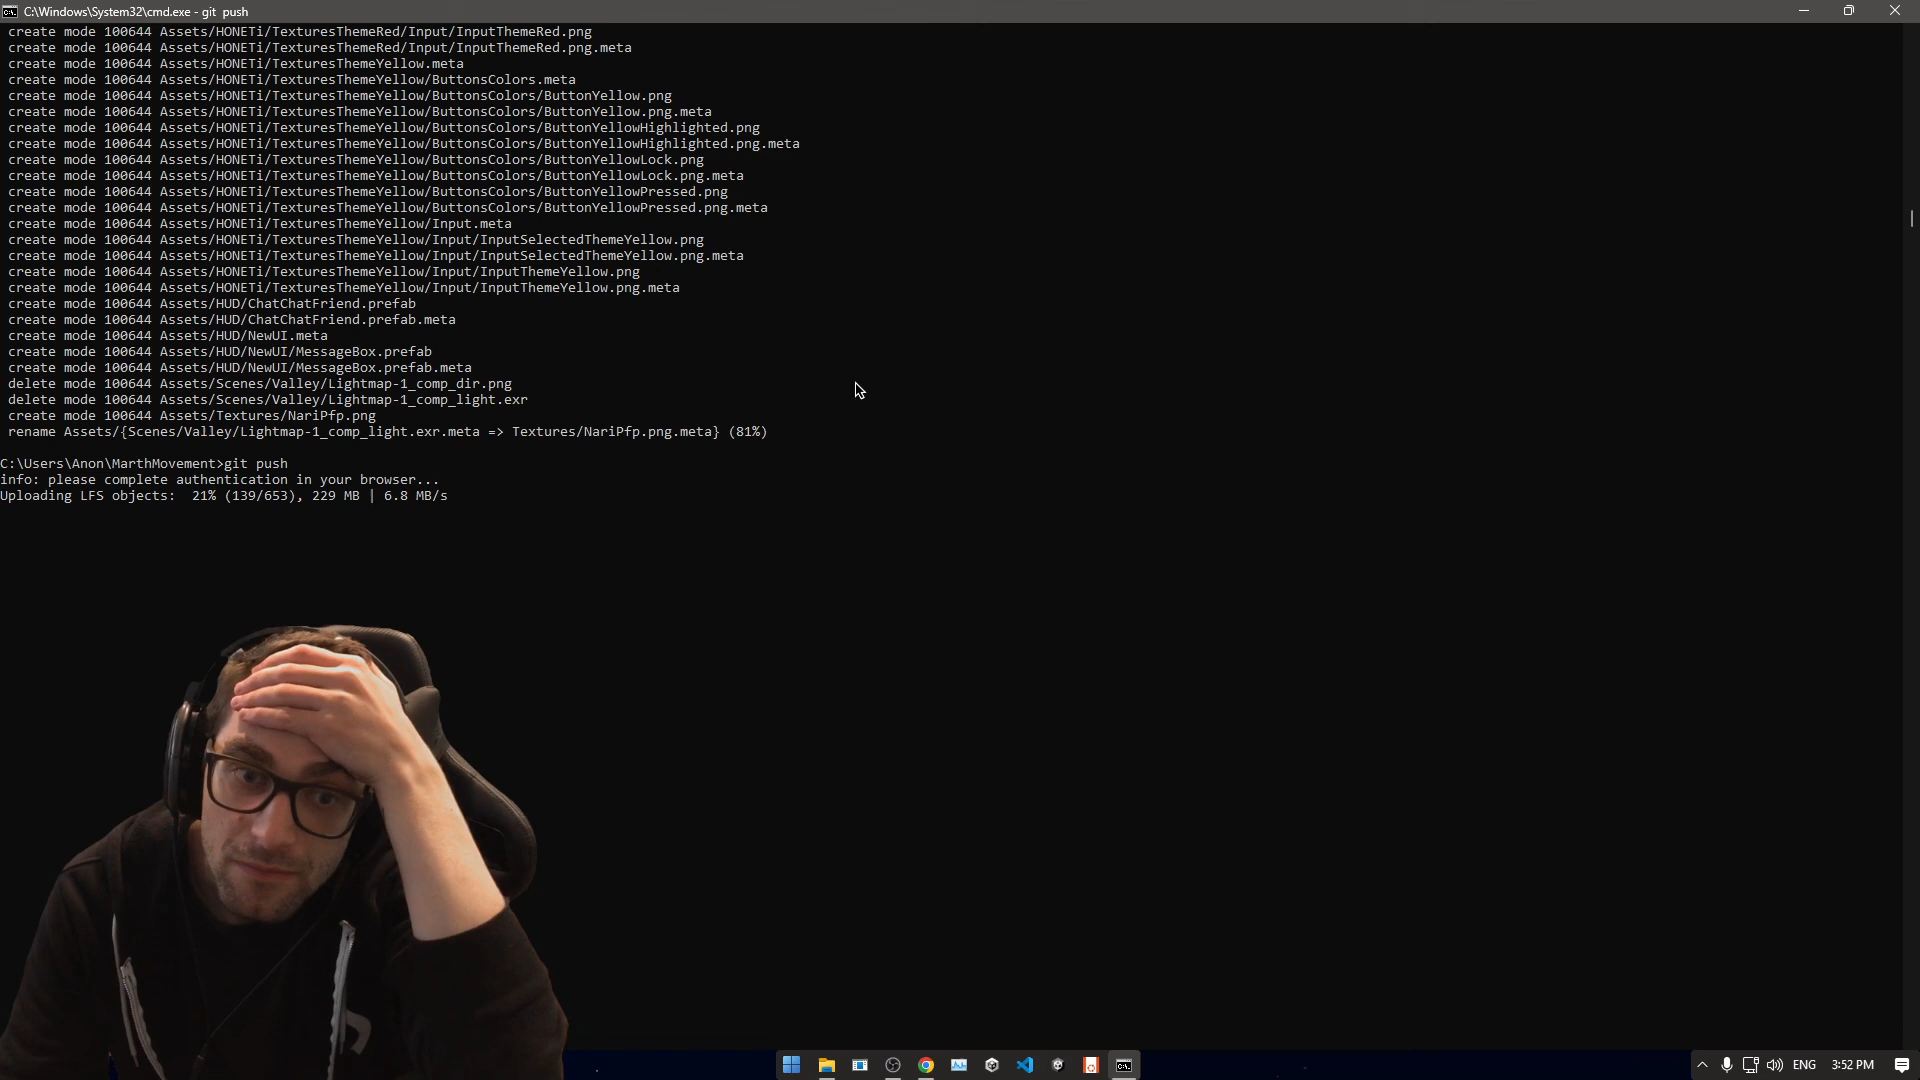 C:\Windows\System32\cmd.exe - git  push
create mode 100644 Assets/HONETi/TexturesThemeRed/Input/InputThemeRed.png
create mode 100644 Assets/HONETi/TexturesThemeRed/Input/InputThemeRed.png.meta
create mode 100644 Assets/HONETi/TexturesThemeYellow.meta
create mode 100644 Assets/HONETi/TexturesThemeYellow/ButtonsColors.meta
create mode 100644 Assets/HONETi/TexturesThemeYellow/ButtonsColors/ButtonYellow.png
create mode 100644 Assets/HONETi/TexturesThemeYellow/ButtonsColors/ButtonYellow.png.meta
create mode 100644 Assets/HONETi/TexturesThemeYellow/ButtonsColors/ButtonYellowHighlighted.png
create mode 100644 Assets/HONETi/TexturesThemeYellow/ButtonsColors/ButtonYellowHighlighted.png.meta
create mode 100644 Assets/HONETi/TexturesThemeYellow/ButtonsColors/ButtonYellowLock.png
create mode 100644 Assets/HONETi/TexturesThemeYellow/ButtonsColors/ButtonYellowLock.png.meta
create mode 100644 Assets/HONETi/TexturesThemeYellow/ButtonsColors/ButtonYellowPressed.png
create mode 100644 Assets/HONETi/TexturesThemeYellow/ButtonsColors/ButtonYellowPressed.png.meta
create mode 100644 Assets/HONETi/TexturesThemeYellow/Input.meta
create mode 100644 Assets/HONETi/TexturesThemeYellow/Input/InputSelectedThemeYellow.png
create mode 100644 Assets/HONETi/TexturesThemeYellow/Input/InputSelectedThemeYellow.png.meta
create mode 100644 Assets/HONETi/TexturesThemeYellow/Input/InputThemeYellow.png
create mode 100644 Assets/HONETi/TexturesThemeYellow/Input/InputThemeYellow.png.meta
create mode 100644 Assets/HUD/ChatChatFriend.prefab
create mode 100644 Assets/HUD/ChatChatFriend.prefab.meta
create mode 100644 Assets/HUD/NewUI.meta
create mode 100644 Assets/HUD/NewUI/MessageBox.prefab
create mode 100644 Assets/HUD/NewUI/MessageBox.prefab.meta
delete mode 100644 Assets/Scenes/Valley/Lightmap-1_comp_dir.png
delete mode 100644 Assets/Scenes/Valley/Lightmap-1_comp_light.exr
create mode 100644 Assets/Textures/NariPfp.png
rename Assets/{Scenes/Valley/Lightmap-1_comp_light.exr.meta => Textures/NariPfp.png.meta} (81%)
C:\Users\Anon\MarthMovement>git push
info: please complete authentication in your browser...
Uploading LFS objects:  21% (139/653), 229 MB | 6.8 MB/s
ENG
3:52 PM